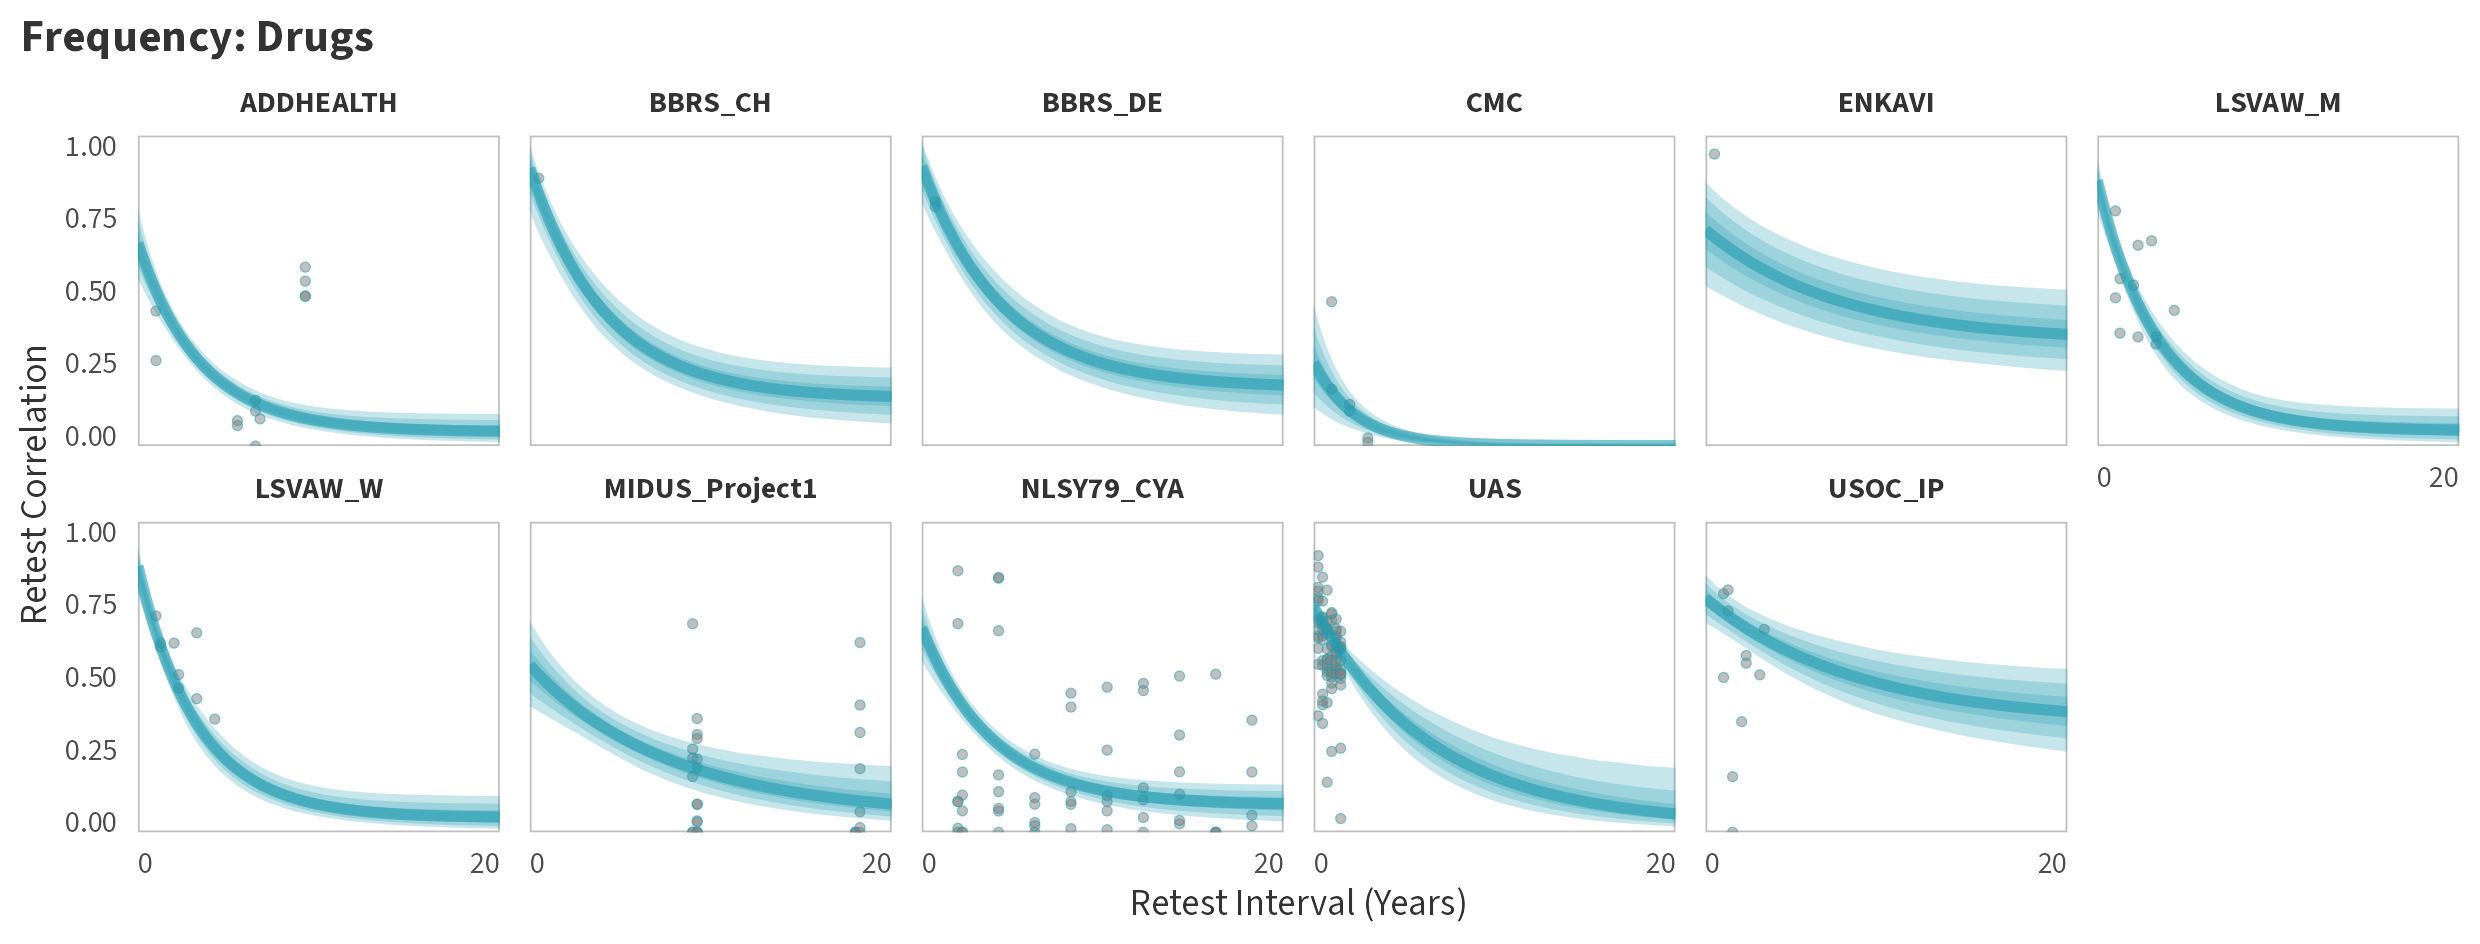 Frequency: Drugs
ADDHEALTH BBRS_CH BBRS_DE CMC ENKAVI LSVAW_M
1.00
0.75
0.50
0.25
0.00
0 20
LSVAW_W MIDUS_Project1 NLSY79_CYA UAS USOC_IP
1.00
0.75
0.50
0.25
0.00
0 20 0 20 0 20 0 20 0 20
Retest Correlation
Retest Interval (Years)